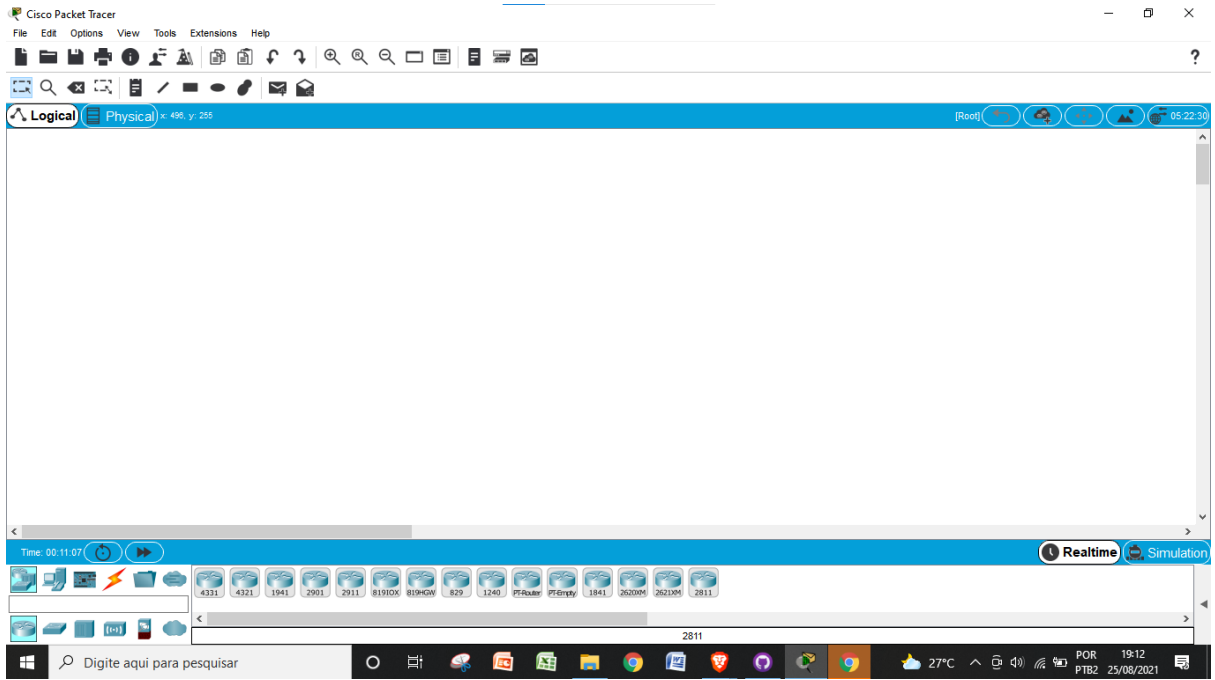 Cisco Packet Tracer
File Edit Options View Tools Extensions Help
?
Logical Physical x: 496, y: 255 [Root] 05:22:30
Time: 00:11:07 Realtime Simulation
4331 4321 1941 2901 2911 819IOX 819HGW 829 1240 PT-Router PT-Empty 1841 2620XM 2621XM 2811
2811
Digite aqui para pesquisar 27°C POR 19:12
PTB2 25/08/2021